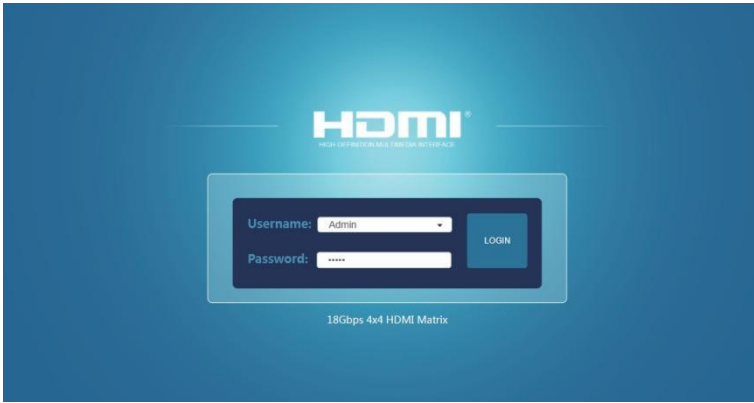 HDMI®
HIGH DEFINITION MULTIMEDIA INTERFACE
Username: Admin
LOGIN
Password: •••••
18Gbps 4x4 HDMI Matrix